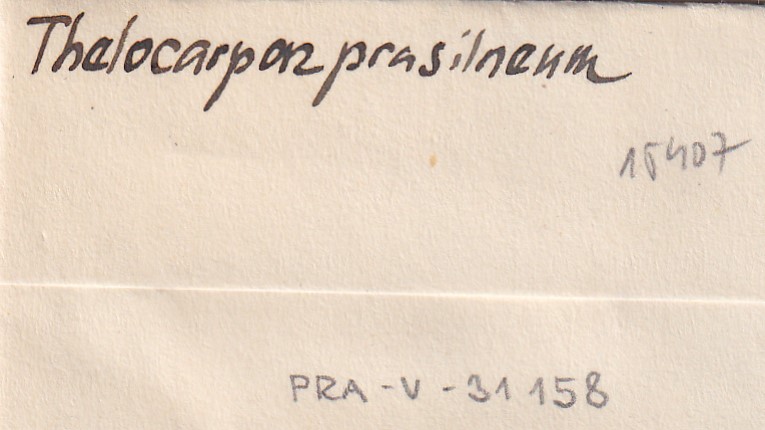 Thelocarpon prasilneum
15407
PRA-V-31158